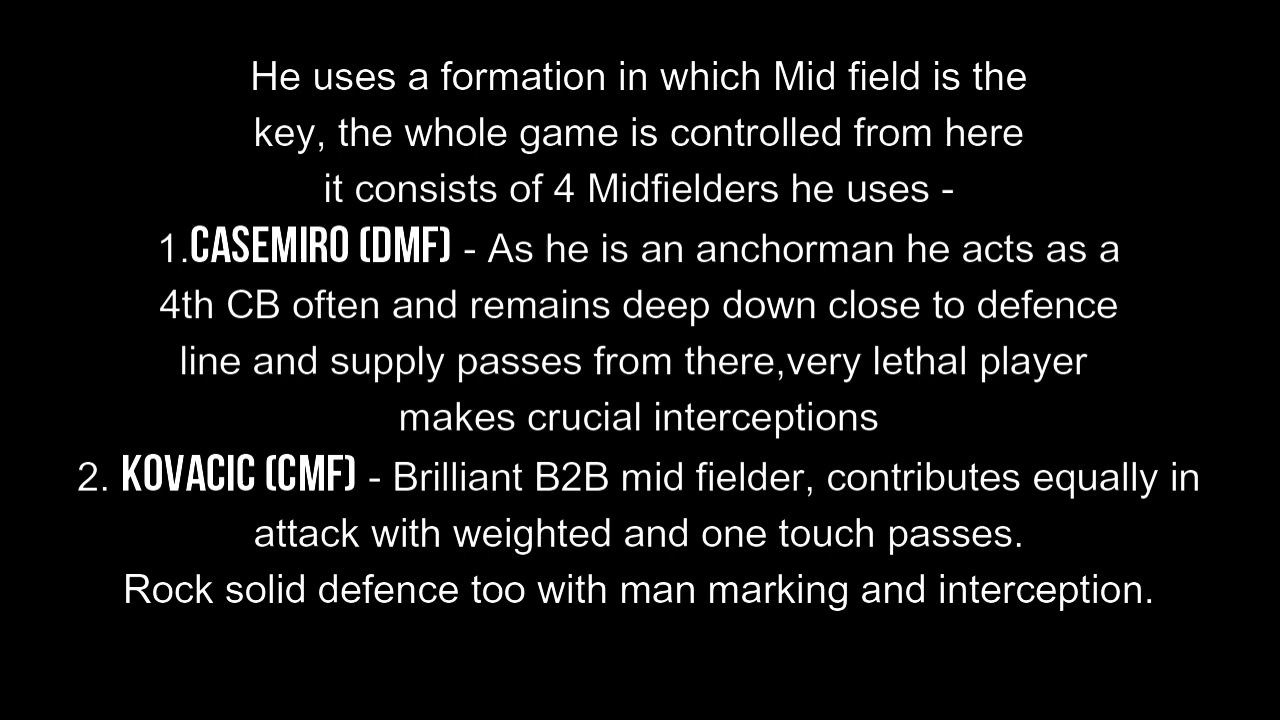 He uses a formation in which Mid field is the
key, the whole game is controlled from here
it consists of 4 Midfielders he uses -
1.CASEMIRO (DMF) - As he is an anchorman he acts as a
4th CB often and remains deep down close to defence
line and supply passes from there,very lethal player
makes crucial interceptions
2. KOVACIC (CMF) - Brilliant B2B mid fielder, contributes equally in
attack with weighted and one touch passes.
Rock solid defence too with man marking and interception.